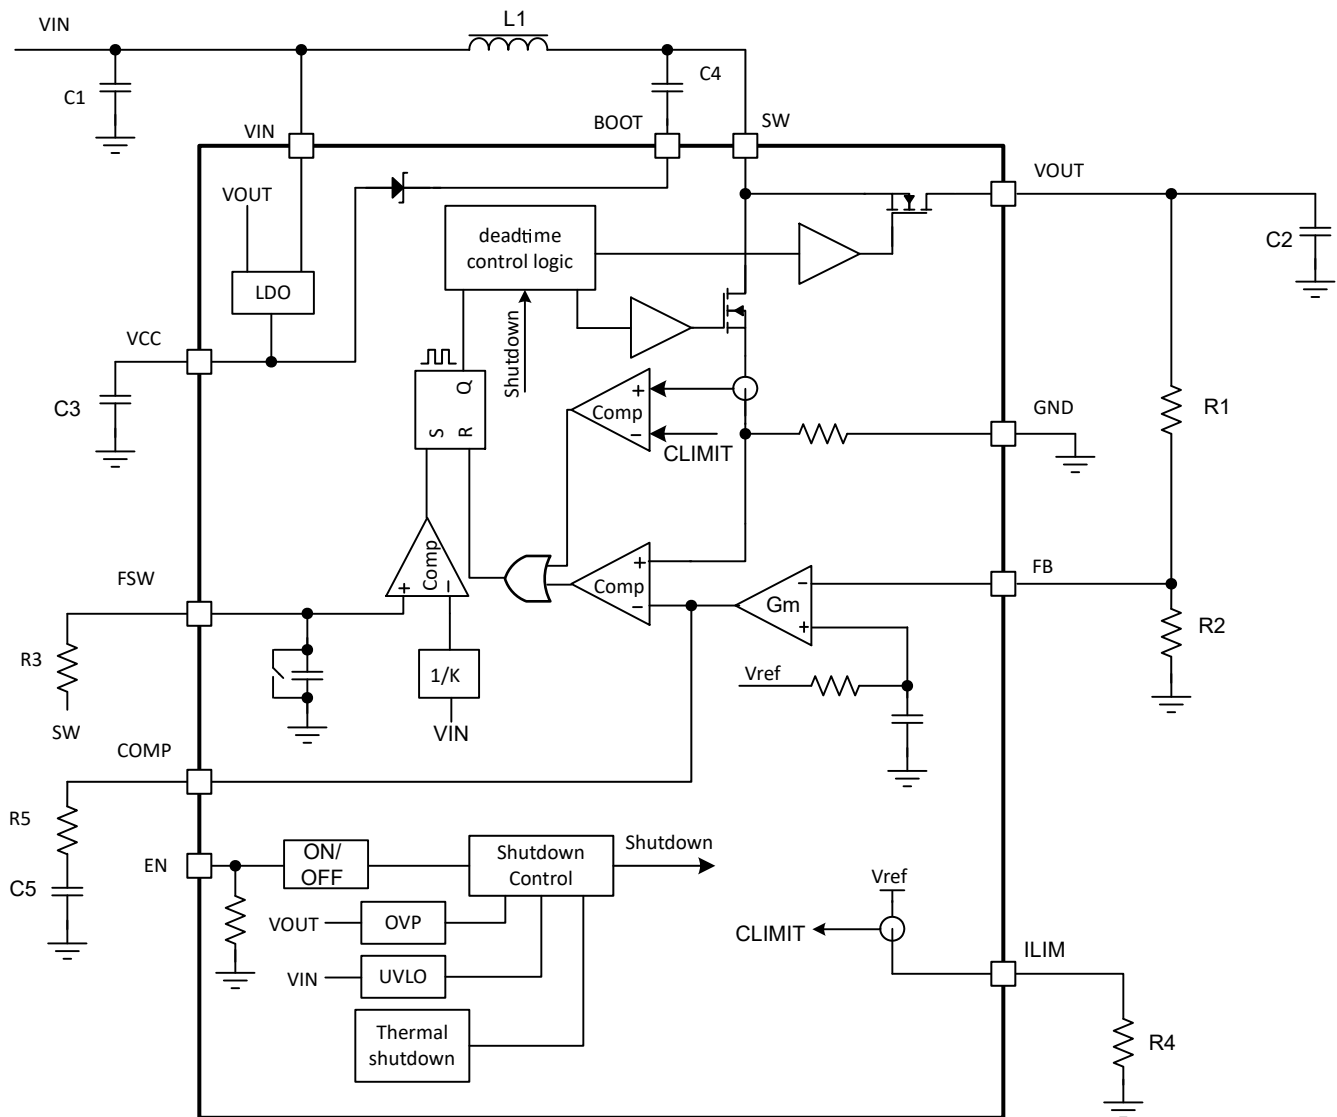 VIN
L1
C1
C4
VIN
BOOT
SW
VOUT
VOUT
deadtime
control logic
C2
LDO
VCC
Shutdown
C3
Q
S
R
+
Comp
−
CLIMIT
GND
R1
FSW
Comp
+
−
+
Comp
−
−
Gm
+
FB
R2
R3
SW
1/K
VIN
Vref
COMP
R5
C5
EN
ON/
OFF
Shutdown
Control
Shutdown
VOUT
OVP
VIN
UVLO
Thermal
shutdown
Vref
CLIMIT
ILIM
R4